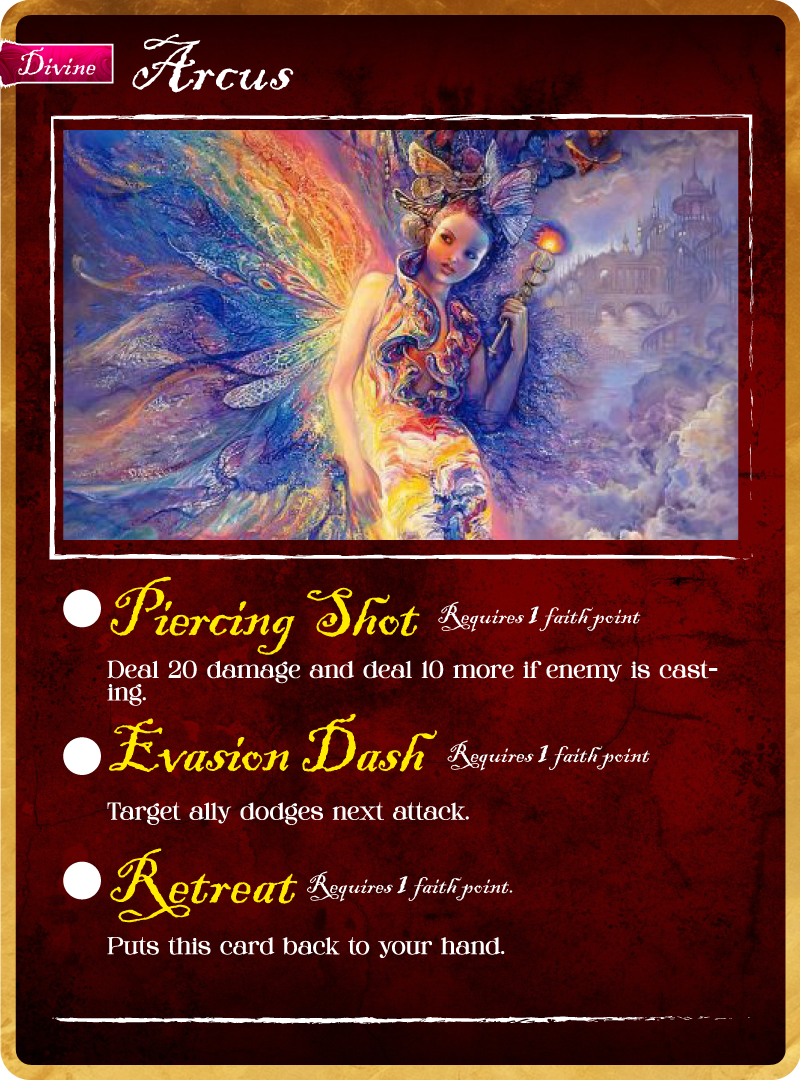 Divine
Arcus
Piercing Shot Requires 1 faith point
Deal 20 damage and deal 10 more if enemy is cast-
ing.
Evasion Dash Requires 1 faith point
Target ally dodges next attack.
Retreat Requires 1 faith point.
Puts this card back to your hand.